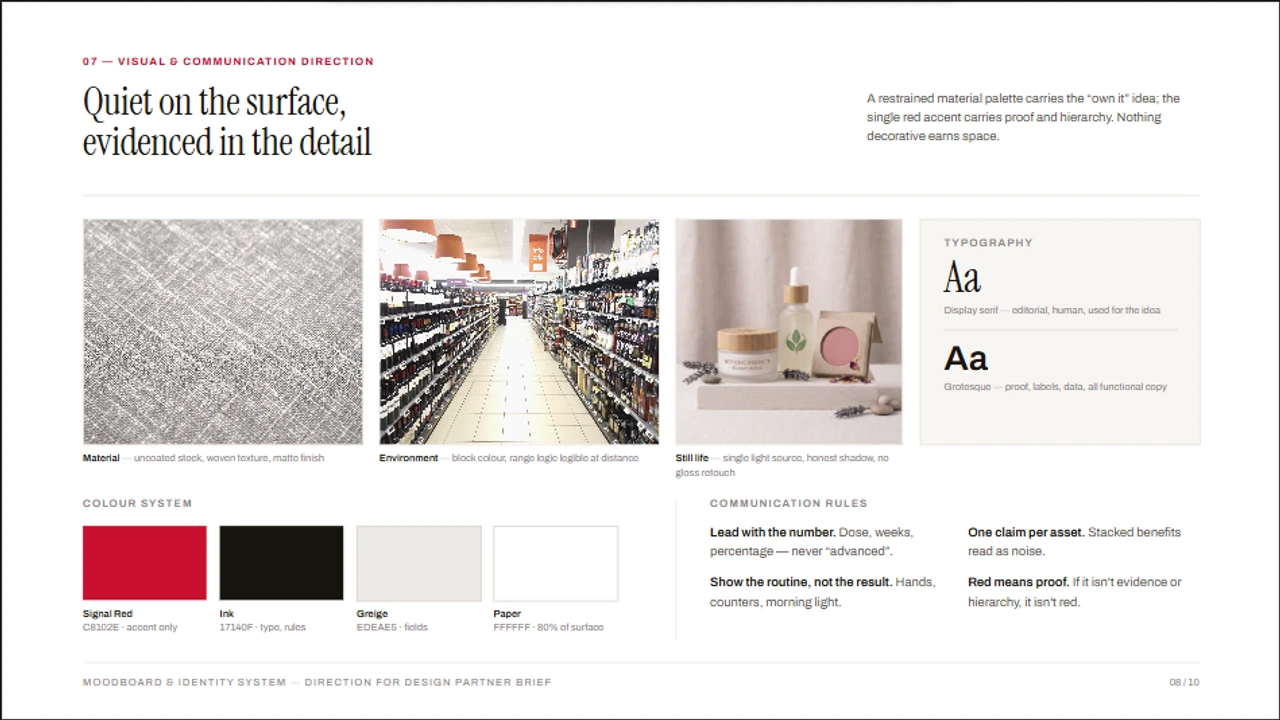 07 — VISUAL & COMMUNICATION DIRECTION
Quiet on the surface,
evidenced in the detail
A restrained material palette carries the “own it” idea; the
single red accent carries proof and hierarchy. Nothing
decorative earns space.
TYPOGRAPHY
Aa
Display serif — editorial, human, used for the idea
Aa
Grotesque — proof, labels, data, all functional copy
Material — uncoated stock, woven texture, matte finish
Environment — block colour, range logic legible at distance
Still life — single light source, honest shadow, no
gloss retouch
COLOUR SYSTEM
Signal Red
C8102E · accent only
Ink
17140F · type, rules
Greige
EDEAE5 · fields
Paper
FFFFFF · 80% of surface
COMMUNICATION RULES
Lead with the number. Dose, weeks,
percentage — never “advanced”.
One claim per asset. Stacked benefits
read as noise.
Show the routine, not the result. Hands,
counters, morning light.
Red means proof. If it isn't evidence or
hierarchy, it isn't red.
MOODBOARD & IDENTITY SYSTEM — DIRECTION FOR DESIGN PARTNER BRIEF
08 / 10